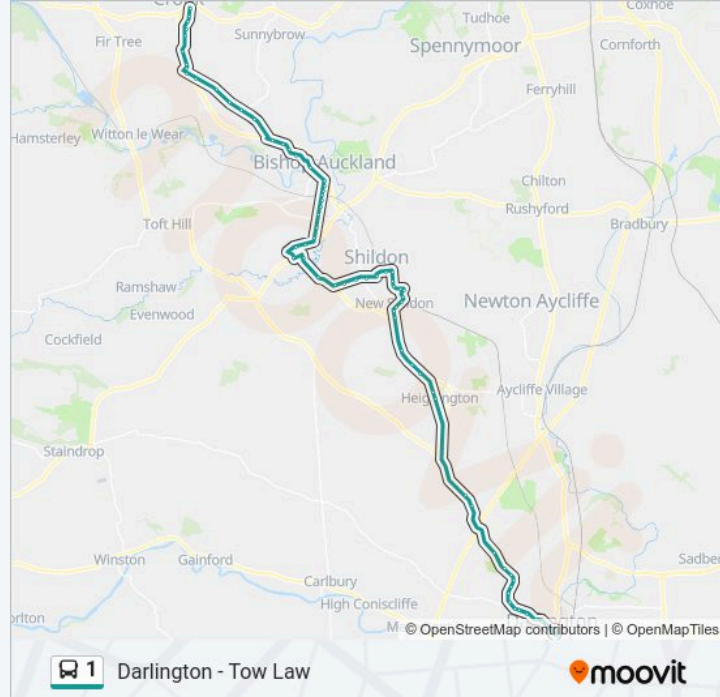 Tudhoe
Coxhoe
Fir Tree
Sunnybrow
Spennymoor
Cornforth
Ferryhill
Hamsterley
Witton le Wear
Bishop Auckland
Chilton
Rushyford
Toft Hill
Bradbury
Shildon
Ramshaw
New Shildon
Newton Aycliffe
Evenwood
Cockfield
Aycliffe Village
Heighington
Staindrop
Winston
Gainford
Carlbury
High Coniscliffe
© OpenStreetMap contributors | © OpenMapTiles
1 Darlington - Tow Law
moovit